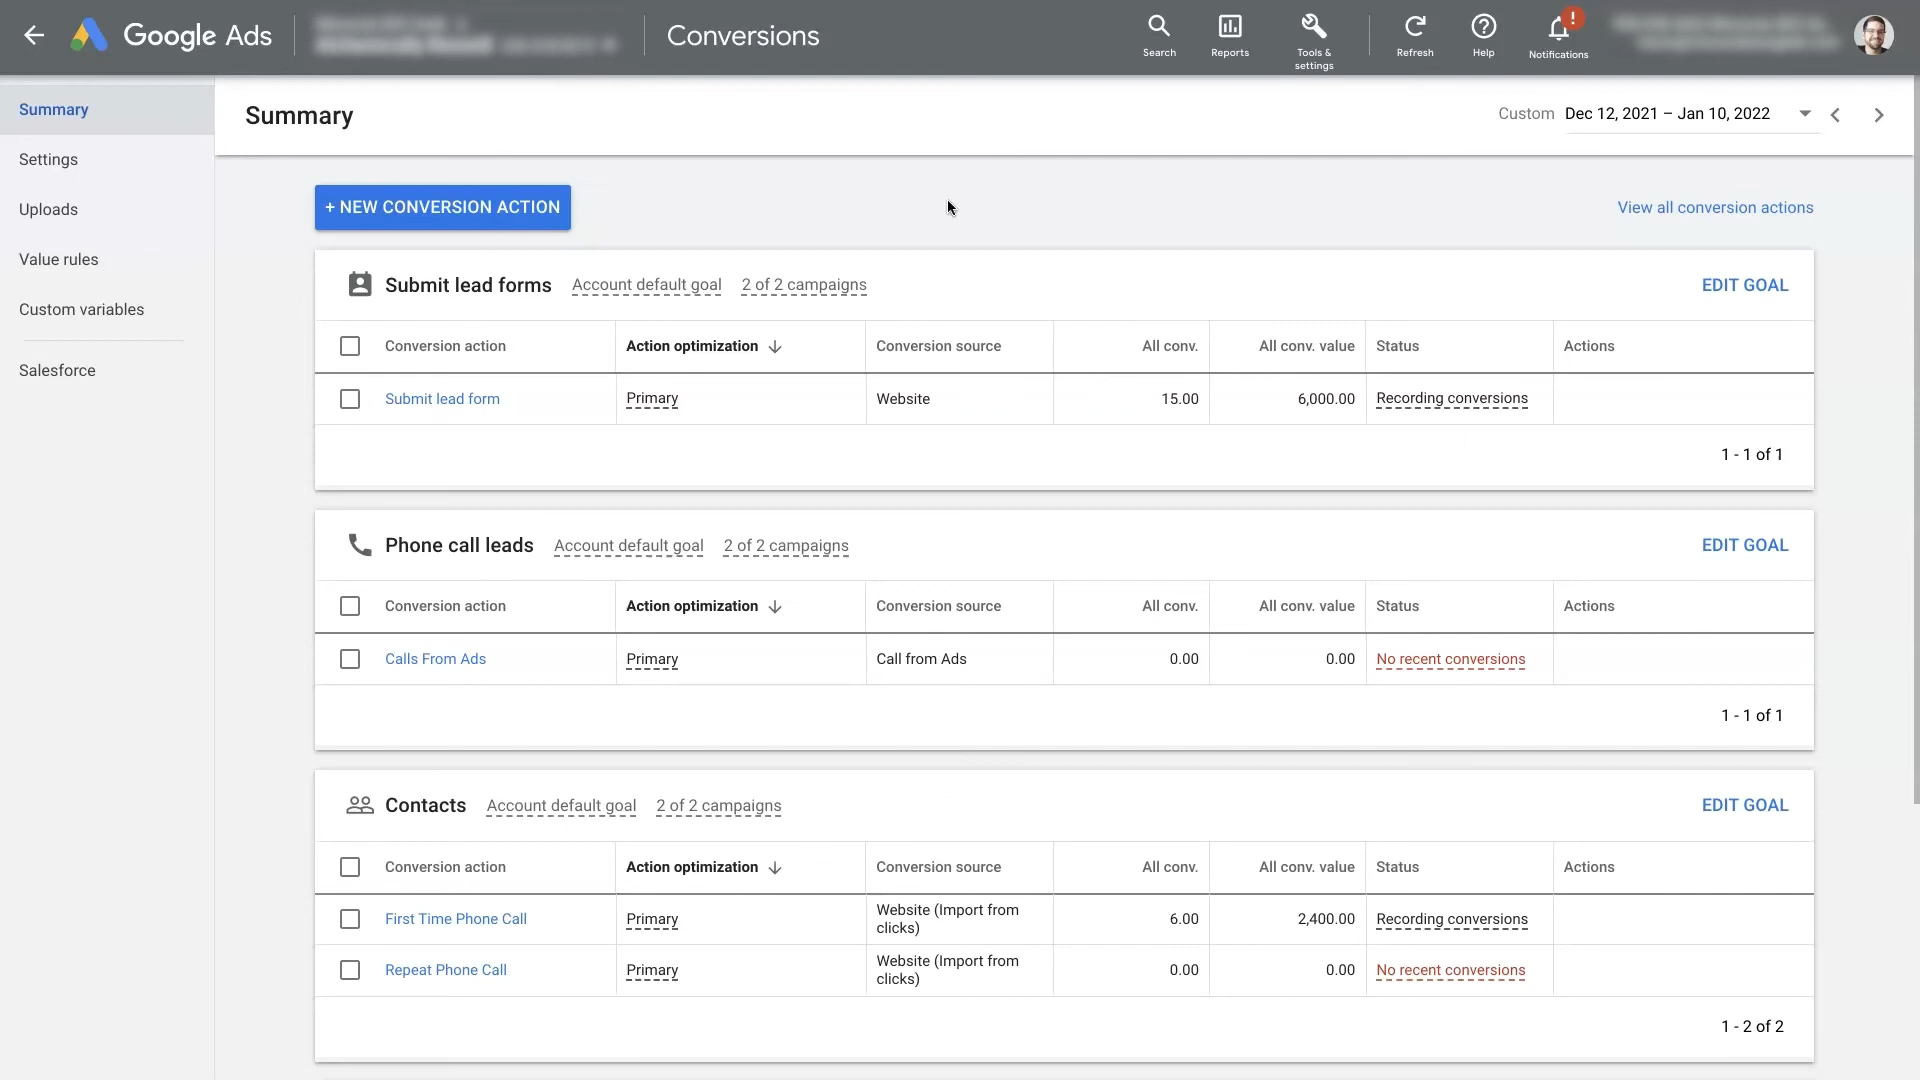 Google Ads
Conversions
Search
Reports
Tools &
settings
Refresh
Help
!
Notifications
Summary
Settings
Uploads
Value rules
Custom variables
Salesforce
Summary
Custom Dec 12, 2021 – Jan 10, 2022
+ NEW CONVERSION ACTION
View all conversion actions
Submit lead forms Account default goal 2 of 2 campaigns EDIT GOAL
Conversion action Action optimization Conversion source All conv. All conv. value Status Actions
Submit lead form Primary Website 15.00 6,000.00 Recording conversions
1 - 1 of 1
Phone call leads Account default goal 2 of 2 campaigns EDIT GOAL
Conversion action Action optimization Conversion source All conv. All conv. value Status Actions
Calls From Ads Primary Call from Ads 0.00 0.00 No recent conversions
1 - 1 of 1
Contacts Account default goal 2 of 2 campaigns EDIT GOAL
Conversion action Action optimization Conversion source All conv. All conv. value Status Actions
First Time Phone Call Primary Website (Import from
clicks) 6.00 2,400.00 Recording conversions
Repeat Phone Call Primary Website (Import from
clicks) 0.00 0.00 No recent conversions
1 - 2 of 2